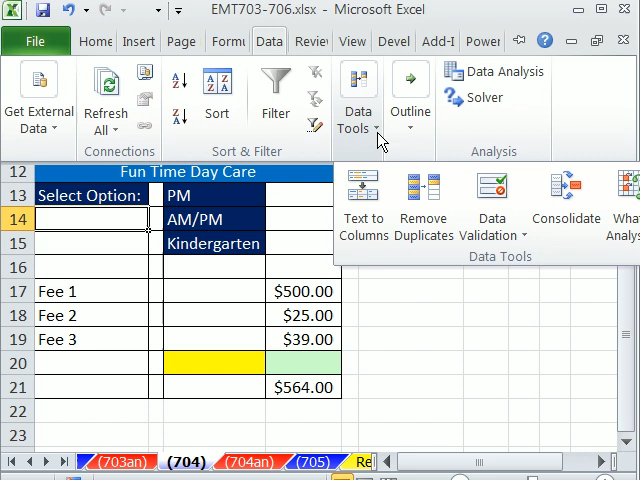 EMT703-706.xlsx - Microsoft Excel
File Home Insert Page Formu Data Revie View Devel Add-I Power
Get External Data
Refresh All
Sort
Filter
Data Tools
Outline
Data Analysis
Solver
Connections Sort & Filter Analysis
Text to Columns
Remove Duplicates
Data Validation
Consolidate
Wha
Analys
Data Tools
12 Fun Time Day Care
13 Select Option: PM
14 AM/PM
15 Kindergarten
16
17 Fee 1 $500.00
18 Fee 2 $25.00
19 Fee 3 $39.00
20
21 $564.00
22
23
(703an) (704) (704an) (705) Re